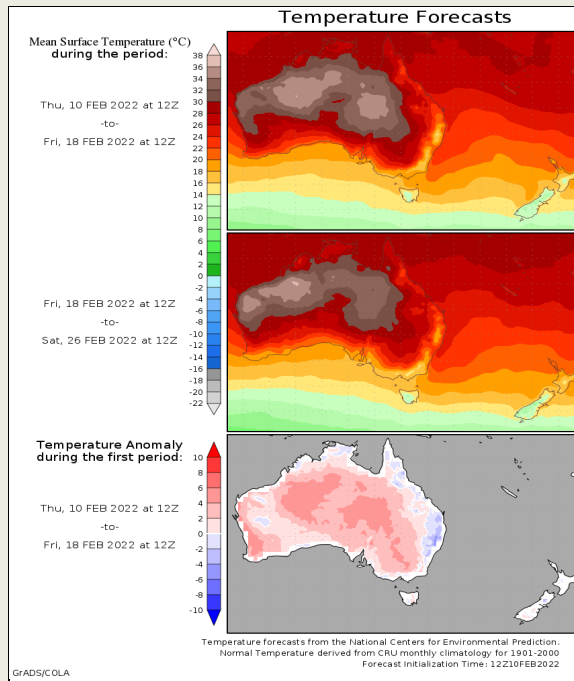 Temperature Forecasts
Mean Surface Temperature (°C)
during the period:
Thu, 10 FEB 2022 at 12Z
-to-
Fri, 18 FEB 2022 at 12Z
38
36
34
32
30
28
26
24
22
20
18
16
14
12
10
8
6
4
2
0
-2
-4
-6
-8
-10
-12
-14
-16
-18
-20
-22
Fri, 18 FEB 2022 at 12Z
-to-
Sat, 26 FEB 2022 at 12Z
Temperature Anomaly
during the first period:
Thu, 10 FEB 2022 at 12Z
-to-
Fri, 18 FEB 2022 at 12Z
10
8
6
4
2
0
-2
-4
-6
-8
-10
Temperature forecasts from the National Centers for Environmental Prediction.
Normal Temperature derived from CRU monthly climatology for 1901-2000
Forecast Initialization Time: 12Z10FEB2022
GrADS/COLA